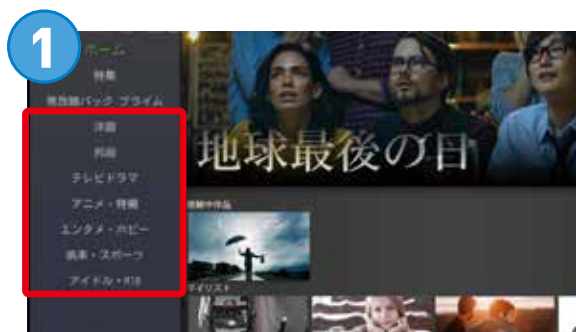 1
ホーム
特集
見放題パック プライム
洋画
邦画
テレビドラマ
アニメ・特撮
エンタメ・ホビー
娯楽・スポーツ
アイドル・R18
地球最後の日
視聴中作品
マイリスト